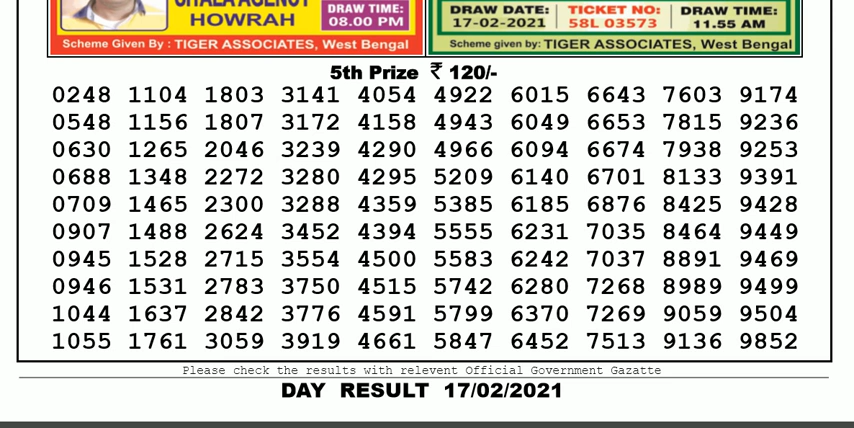 HOWRAH
DRAW TIME:
08.00 PM
Scheme Given By : TIGER ASSOCIATES, West Bengal
DRAW DATE: TICKET NO: DRAW TIME:
17-02-2021 58L 03573 11.55 AM
Scheme given by: TIGER ASSOCIATES, West Bengal
5th Prize ₹ 120/-
0248 1104 1803 3141 4054 4922 6015 6643 7603 9174
0548 1156 1807 3172 4158 4943 6049 6653 7815 9236
0630 1265 2046 3239 4290 4966 6094 6674 7938 9253
0688 1348 2272 3280 4295 5209 6140 6701 8133 9391
0709 1465 2300 3288 4359 5385 6185 6876 8425 9428
0907 1488 2624 3452 4394 5555 6231 7035 8464 9449
0945 1528 2715 3554 4500 5583 6242 7037 8891 9469
0946 1531 2783 3750 4515 5742 6280 7268 8989 9499
1044 1637 2842 3776 4591 5799 6370 7269 9059 9504
1055 1761 3059 3919 4661 5847 6452 7513 9136 9852
Please check the results with relevent Official Government Gazatte
DAY RESULT 17/02/2021